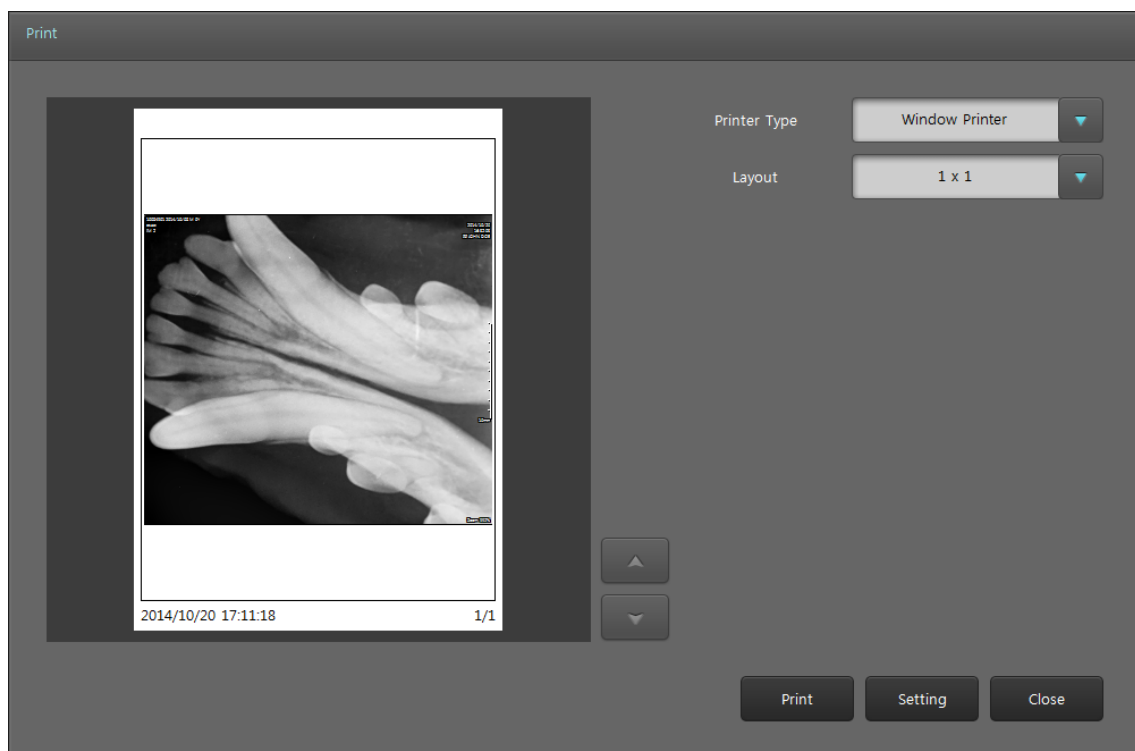 Print
Printer Type
Window Printer
Layout
1 x 1
2014/10/20 17:11:18
1/1
Print
Setting
Close